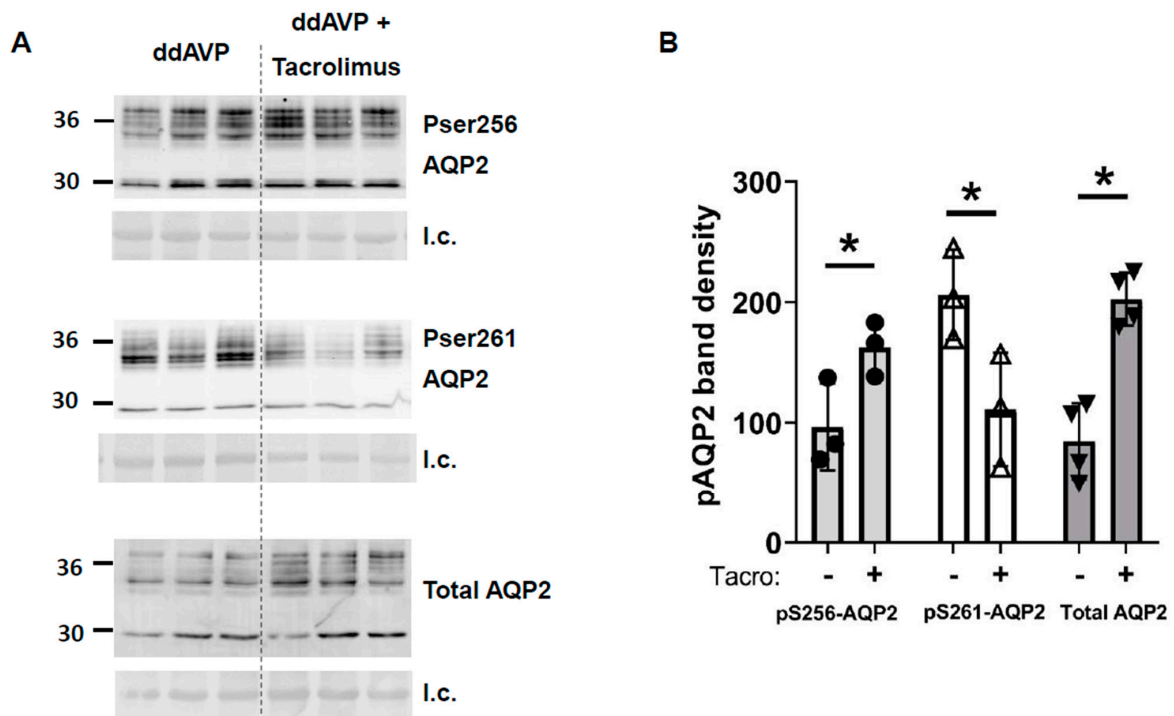 A
ddAVP
ddAVP +
Tacrolimus
36
30
Pser256
AQP2
l.c.
36
30
Pser261
AQP2
l.c.
36
30
Total AQP2
l.c.
B
pAQP2 band density
300
200
100
0
* * *
Tacro: - + - + - +
pS256-AQP2 pS261-AQP2 Total AQP2